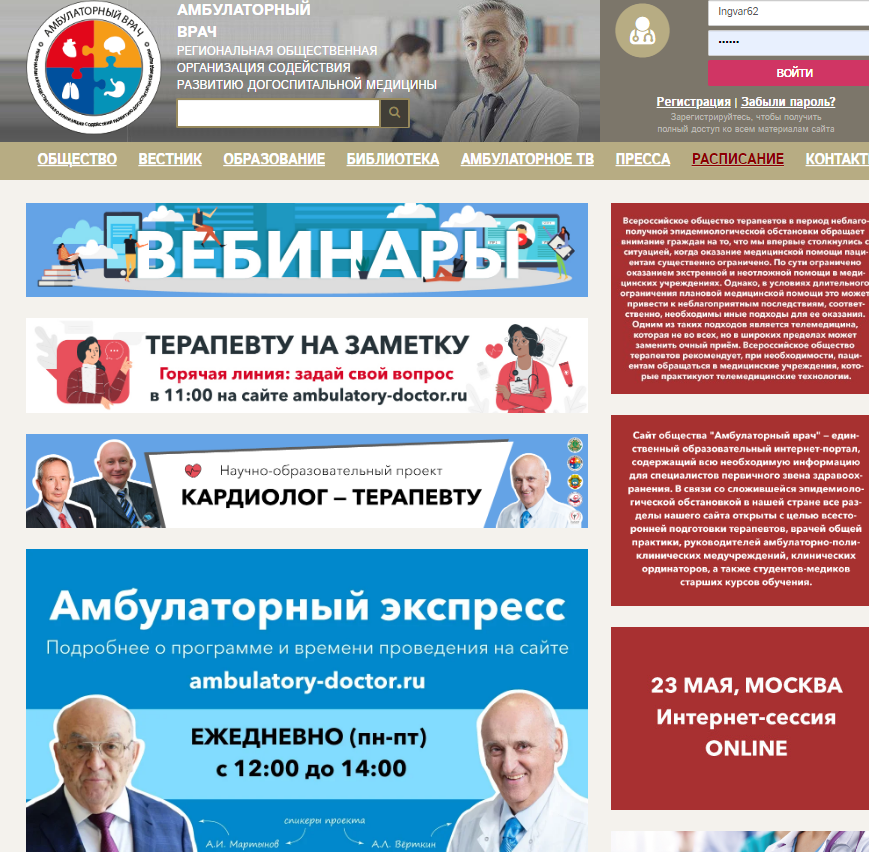 АМБУЛАТОРНЫЙ ВРАЧ
АМБУЛАТОРНЫЙ
ВРАЧ
РЕГИОНАЛЬНАЯ ОБЩЕСТВЕННАЯ
ОРГАНИЗАЦИЯ СОДЕЙСТВИЯ
РАЗВИТИЮ ДОГОСПИТАЛЬНОЙ МЕДИЦИНЫ
Ingvar62
••••••
ВОЙТИ
Регистрация | Забыли пароль?
Зарегистрируйтесь, чтобы получить
полный доступ ко всем материалам сайта
ОБЩЕСТВО ВЕСТНИК ОБРАЗОВАНИЕ БИБЛИОТЕКА АМБУЛАТОРНОЕ ТВ ПРЕССА РАСПИСАНИЕ КОНТАКТ
ВЕБИНАРЫ
ТЕРАПЕВТУ НА ЗАМЕТКУ
Горячая линия: задай свой вопрос
в 11:00 на сайте ambulatory-doctor.ru
Научно-образовательный проект
КАРДИОЛОГ – ТЕРАПЕВТУ
Амбулаторный экспресс
Подробнее о программе и времени проведения на сайте
ambulatory-doctor.ru
ЕЖЕДНЕВНО (пн-пт)
с 12:00 до 14:00
спикеры проекта
А.И. Мартынов А.Л. Вёрткин
Всероссийское общество терапевтов в период неблаго-
получной эпидемиологической обстановки обращает
внимание граждан на то, что мы впервые столкнулись с
ситуацией, когда оказание медицинской помощи паци-
ентам существенно ограничено. По сути ограничено
оказанием экстренной и неотложной помощи в меди-
цинских учреждениях. Однако, в условиях длительного
ограничения плановой медицинской помощи это может
привести к неблагоприятным последствиям, соответ-
ственно, необходимы иные подходы для ее оказания.
Одним из таких подходов является телемедицина,
которая не во всех, но в широких пределах может
заменить очный приём. Всероссийское общество
терапевтов рекомендует, при необходимости, паци-
ентам обращаться в медицинские учреждения, кото-
рые практикуют телемедицинские технологии.
Сайт общества "Амбулаторный врач" – един-
ственный образовательный интернет-портал,
содержащий всю необходимую информацию
для специалистов первичного звена здравоох-
ранения. В связи со сложившейся эпидемиоло-
гической обстановкой в нашей стране все раз-
делы нашего сайта открыты с целью всесто-
ронней подготовки терапевтов, врачей общей
практики, руководителей амбулаторно-поли-
клинических медучреждений, клинических
ординаторов, а также студентов-медиков
старших курсов обучения.
23 МАЯ, МОСКВА
Интернет-сессия
ONLINE